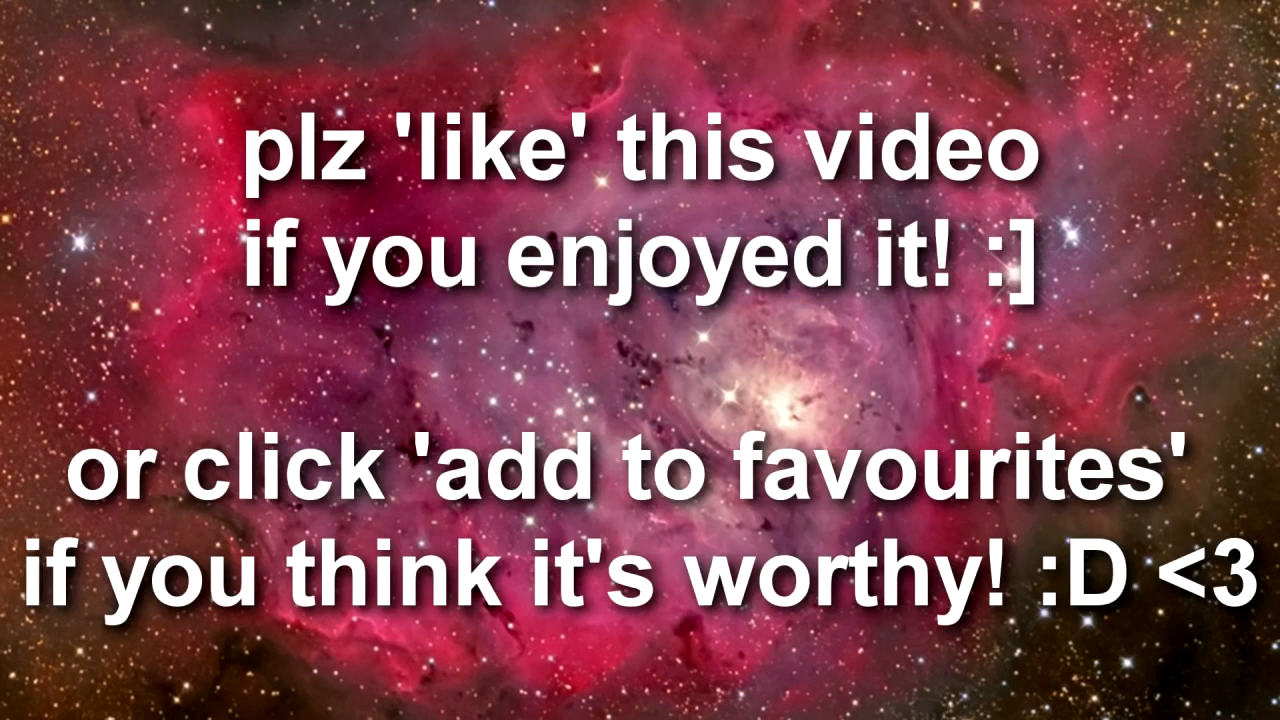 plz 'like' this video
if you enjoyed it! :]
or click 'add to favourites'
if you think it's worthy! :D <3